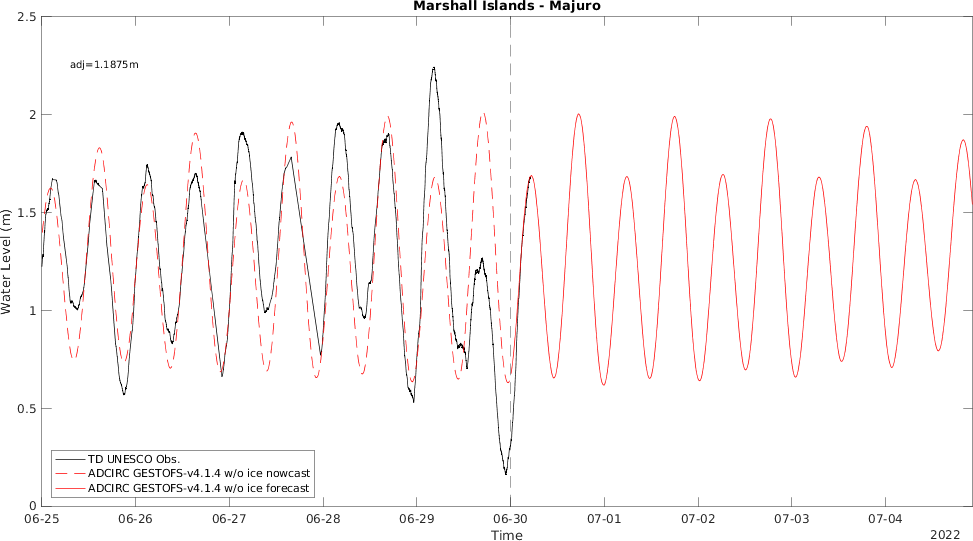 Marshall Islands - Majuro
2.5
adj=1.1875m
2
1.5
Water Level (m)
1
0.5
TD UNESCO Obs.
ADCIRC GESTOFS-v4.1.4 w/o ice nowcast
ADCIRC GESTOFS-v4.1.4 w/o ice forecast
0
06-25 06-26 06-27 06-28 06-29 06-30 07-01 07-02 07-03 07-04
Time
2022